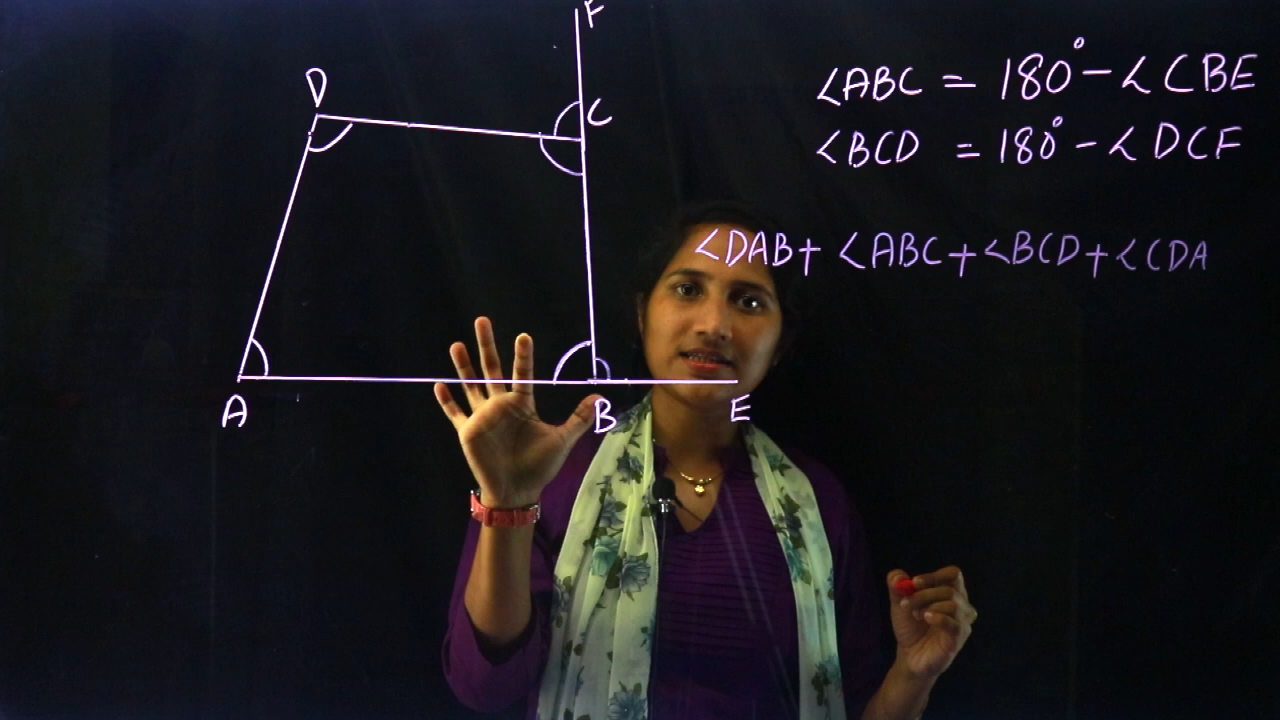 F
D
C
A
B
E
∠ABC = 180° - ∠CBE
∠BCD = 180° - ∠DCF
∠DAB + ∠ABC + ∠BCD + ∠CDA